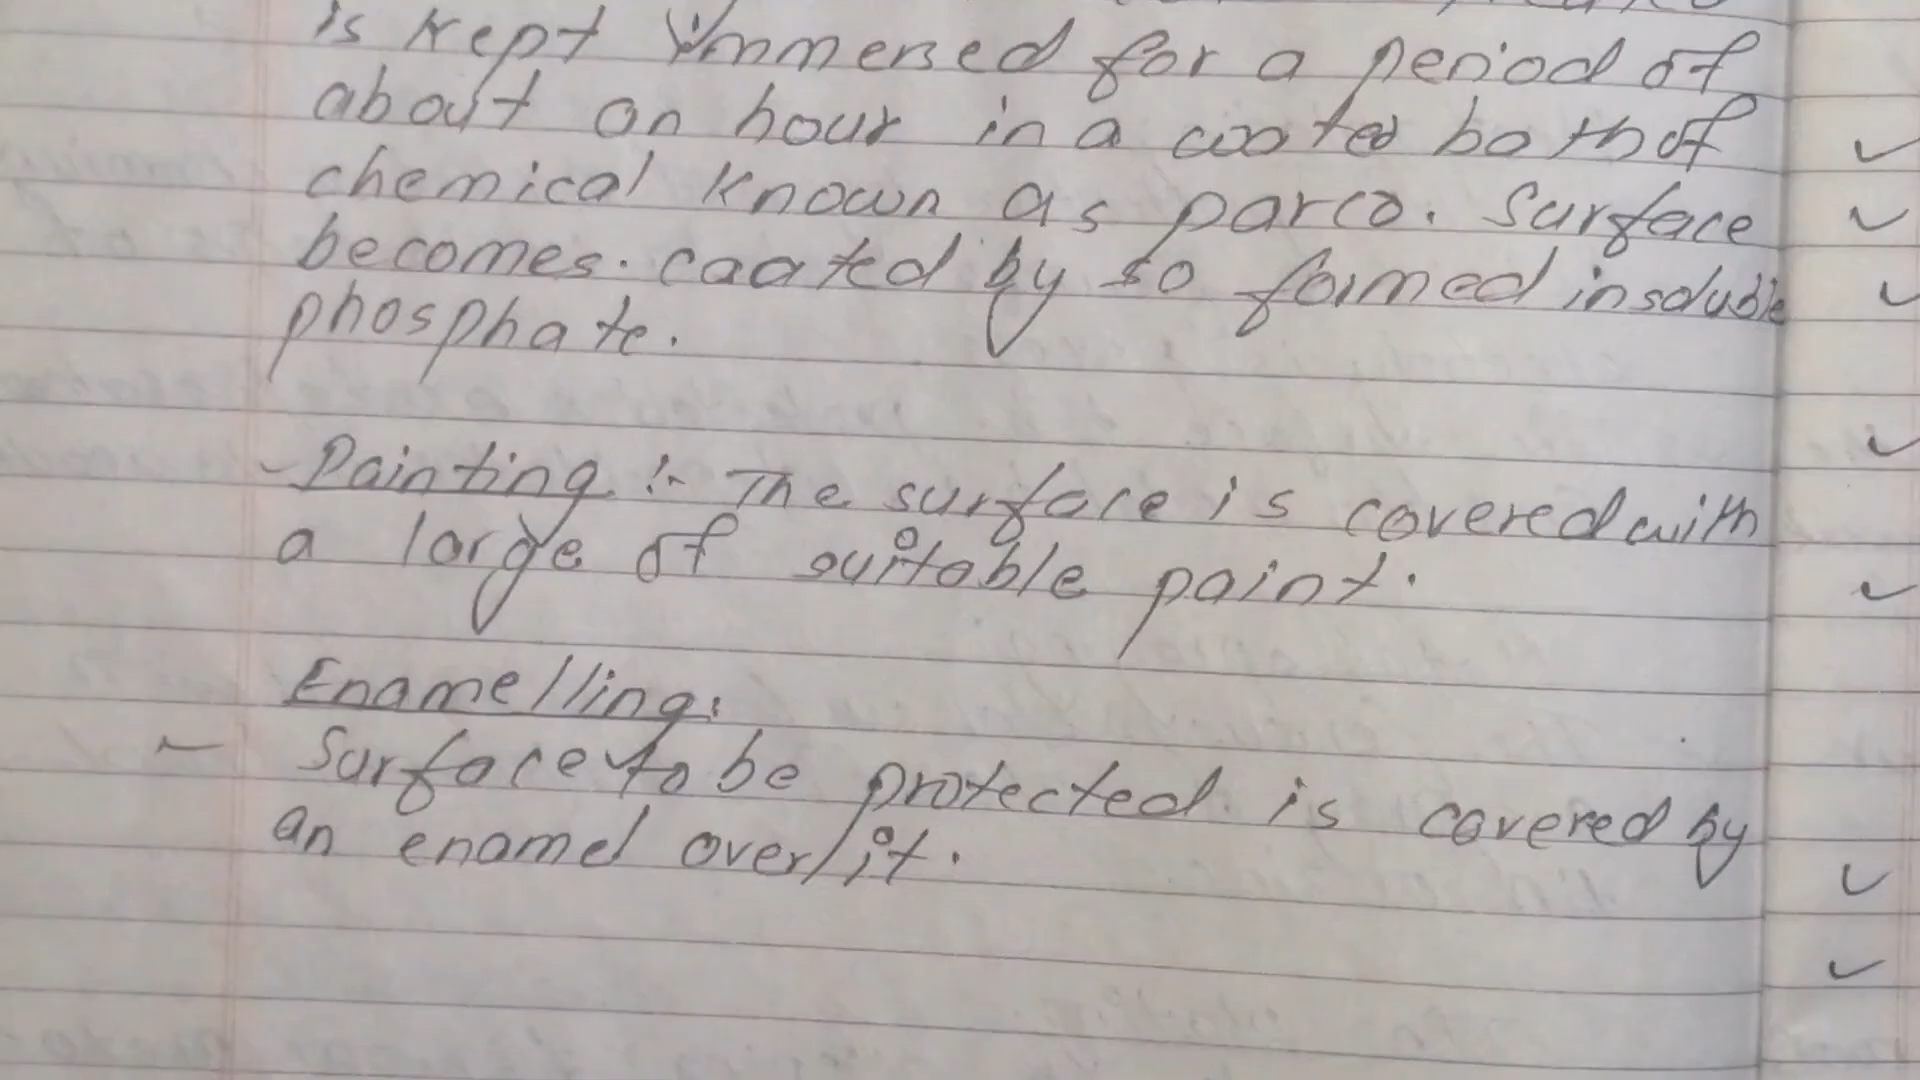 is kept immersed for a period of
about an hour in a coated bath of
chemical known as parco. Surface
becomes. coated by so formed insoluble
phosphate.
- Painting :- The surface is covered with
a large of suitable paint.
Enamelling:
- Surface to be protected. is covered by
an enamel over it.